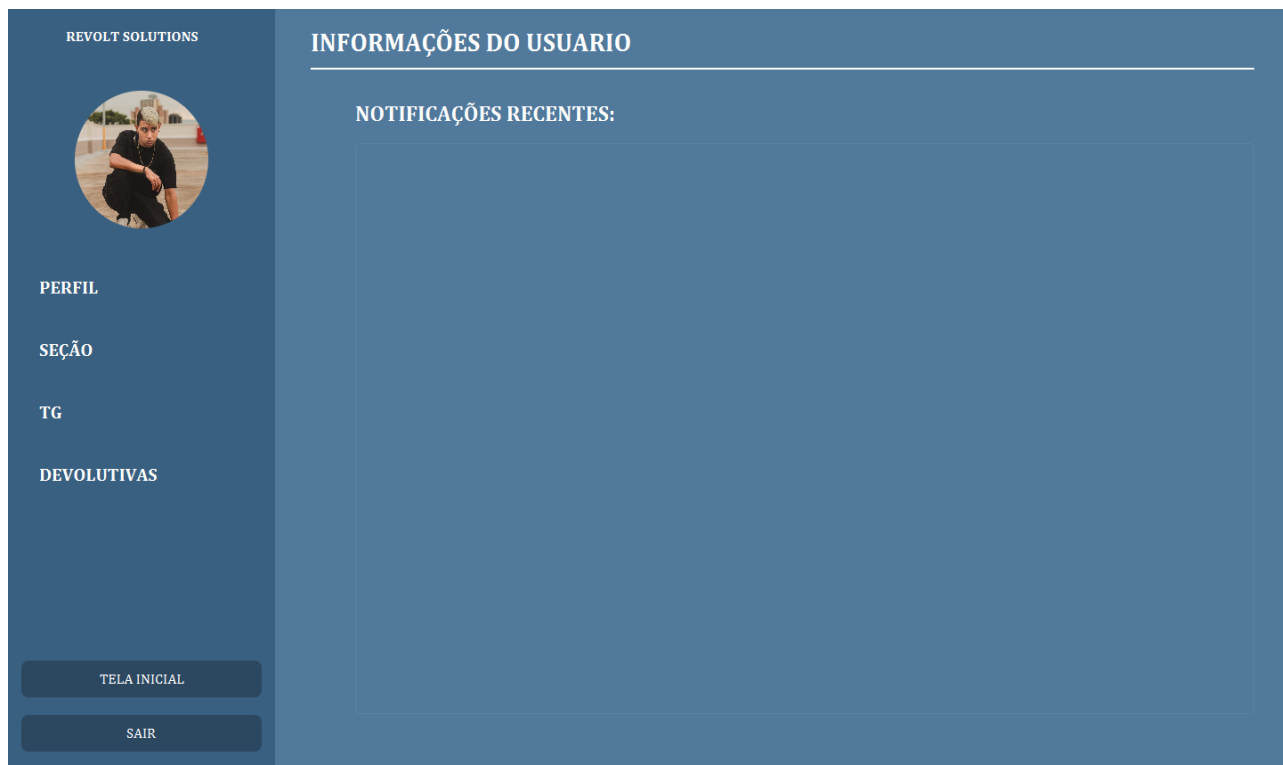 REVOLT SOLUTIONS
PERFIL
SEÇÃO
TG
DEVOLUTIVAS
TELA INICIAL
SAIR
INFORMAÇÕES DO USUARIO
NOTIFICAÇÕES RECENTES: